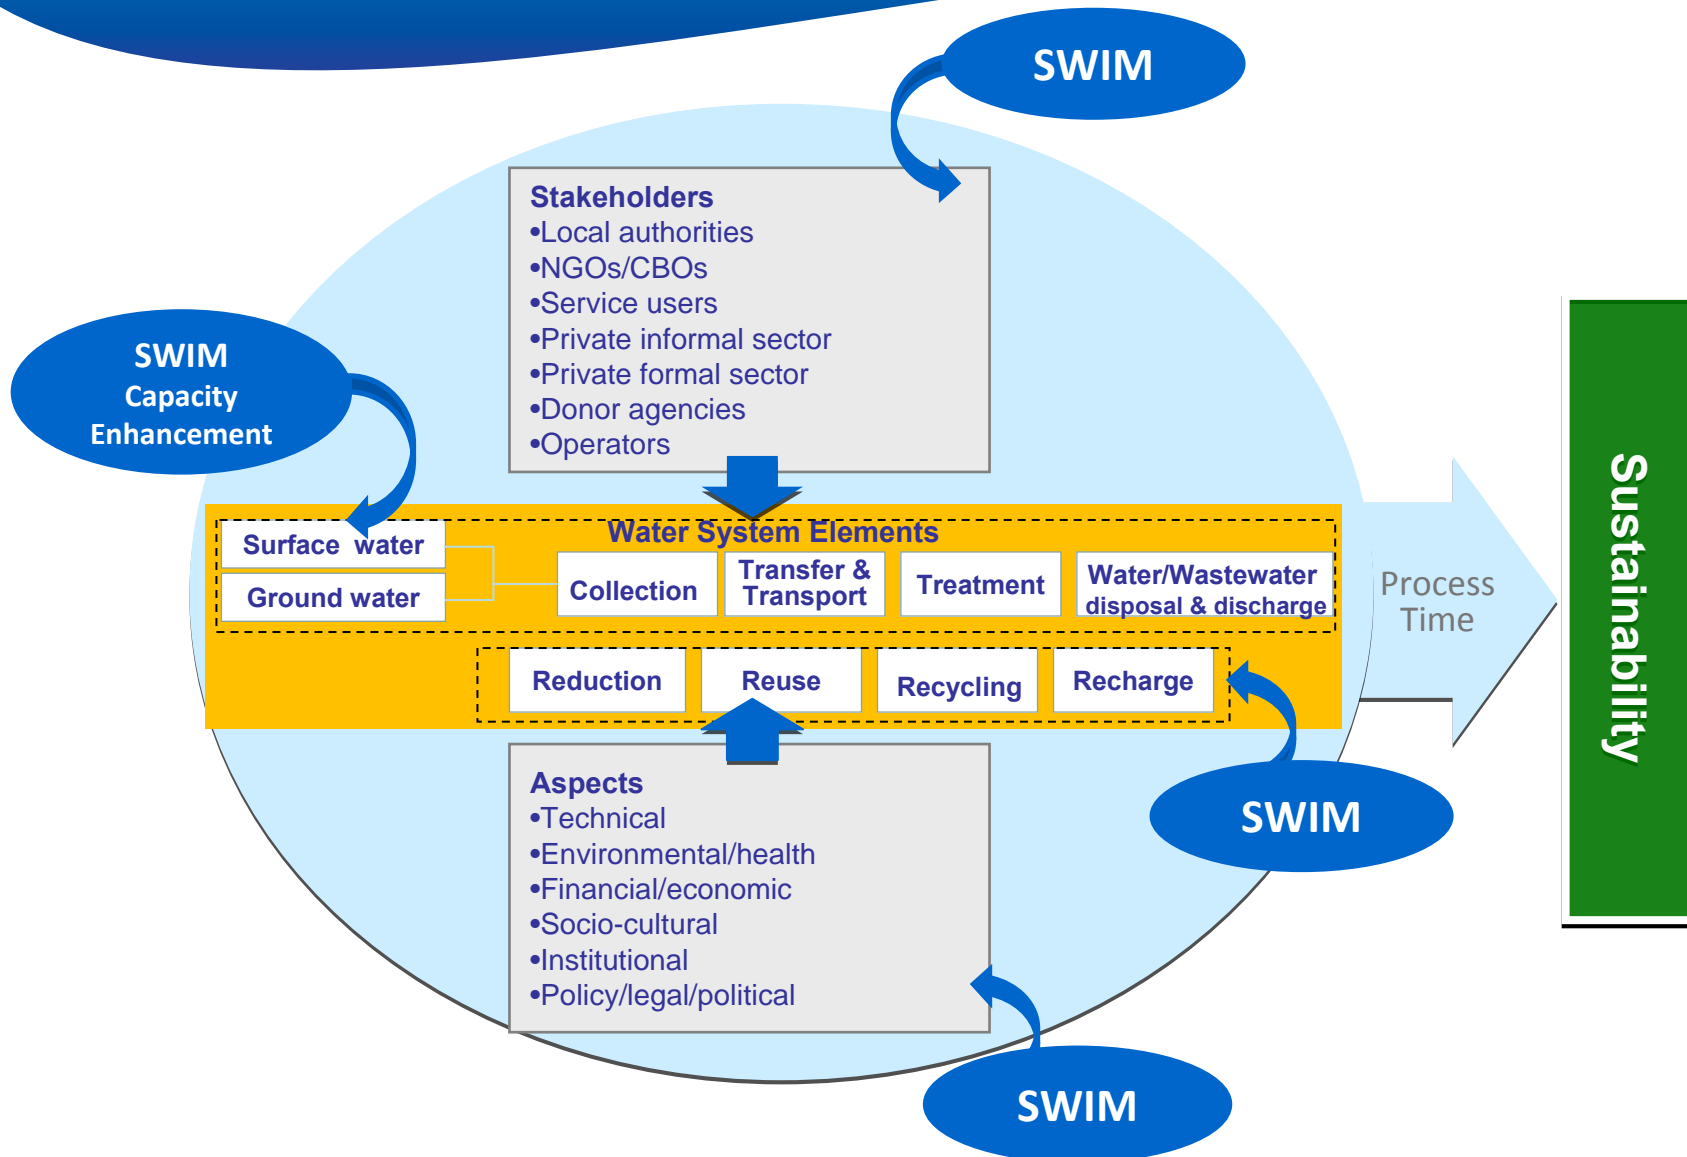 SWIM
Stakeholders
•Local authorities
•NGOs/CBOs
•Service users
•Private informal sector
•Private formal sector
•Donor agencies
•Operators
SWIM
Capacity
Enhancement
Water System Elements
Surface water
Ground water
Collection
Transfer &
Transport
Treatment
Water/Wastewater
disposal & discharge
Reduction
Reuse
Recycling
Recharge
Process
Time
Sustainability
SWIM
Aspects
•Technical
•Environmental/health
•Financial/economic
•Socio-cultural
•Institutional
•Policy/legal/political
SWIM